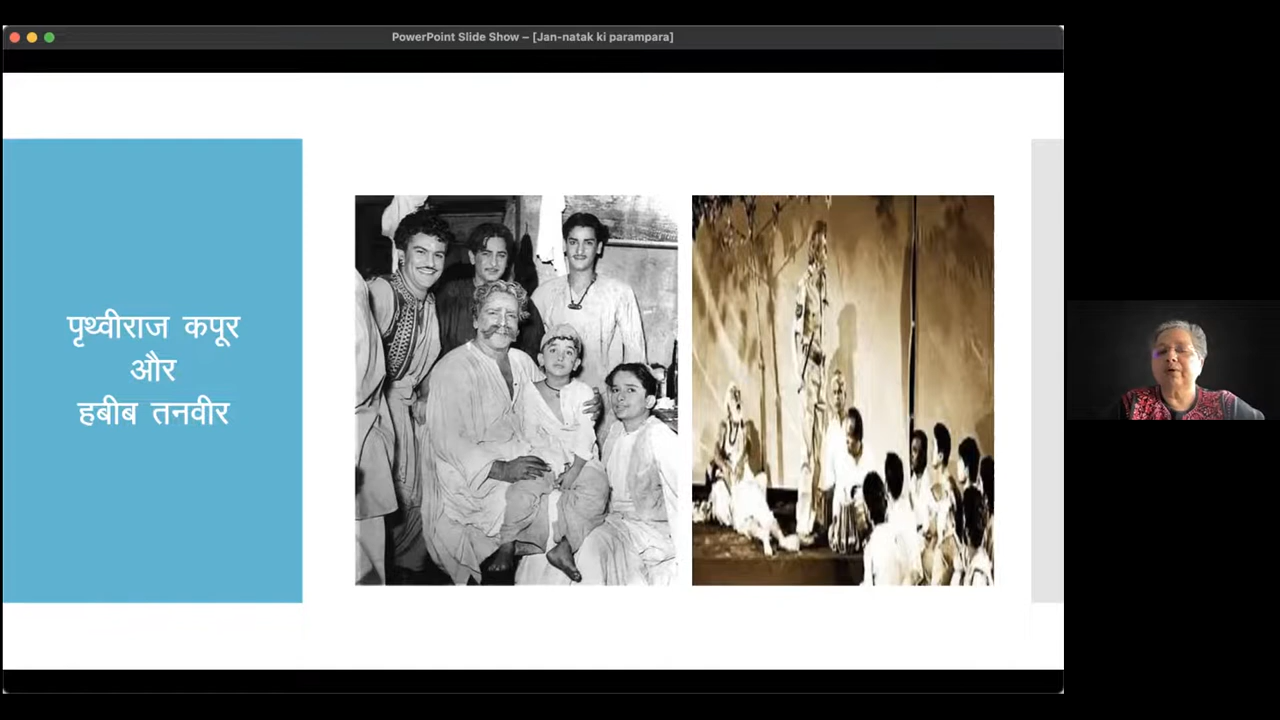 PowerPoint Slide Show – [Jan-natak ki parampara]
पृथ्वीराज कपूर
और
हबीब तनवीर